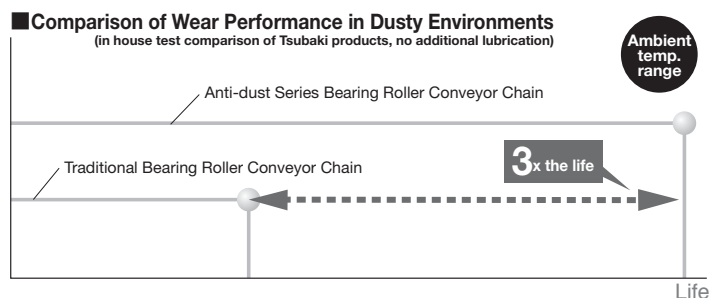 ■Comparison of Wear Performance in Dusty Environments
(in house test comparison of Tsubaki products, no additional lubrication)
Ambient
temp.
range
Anti-dust Series Bearing Roller Conveyor Chain
3x the life
Traditional Bearing Roller Conveyor Chain
Life